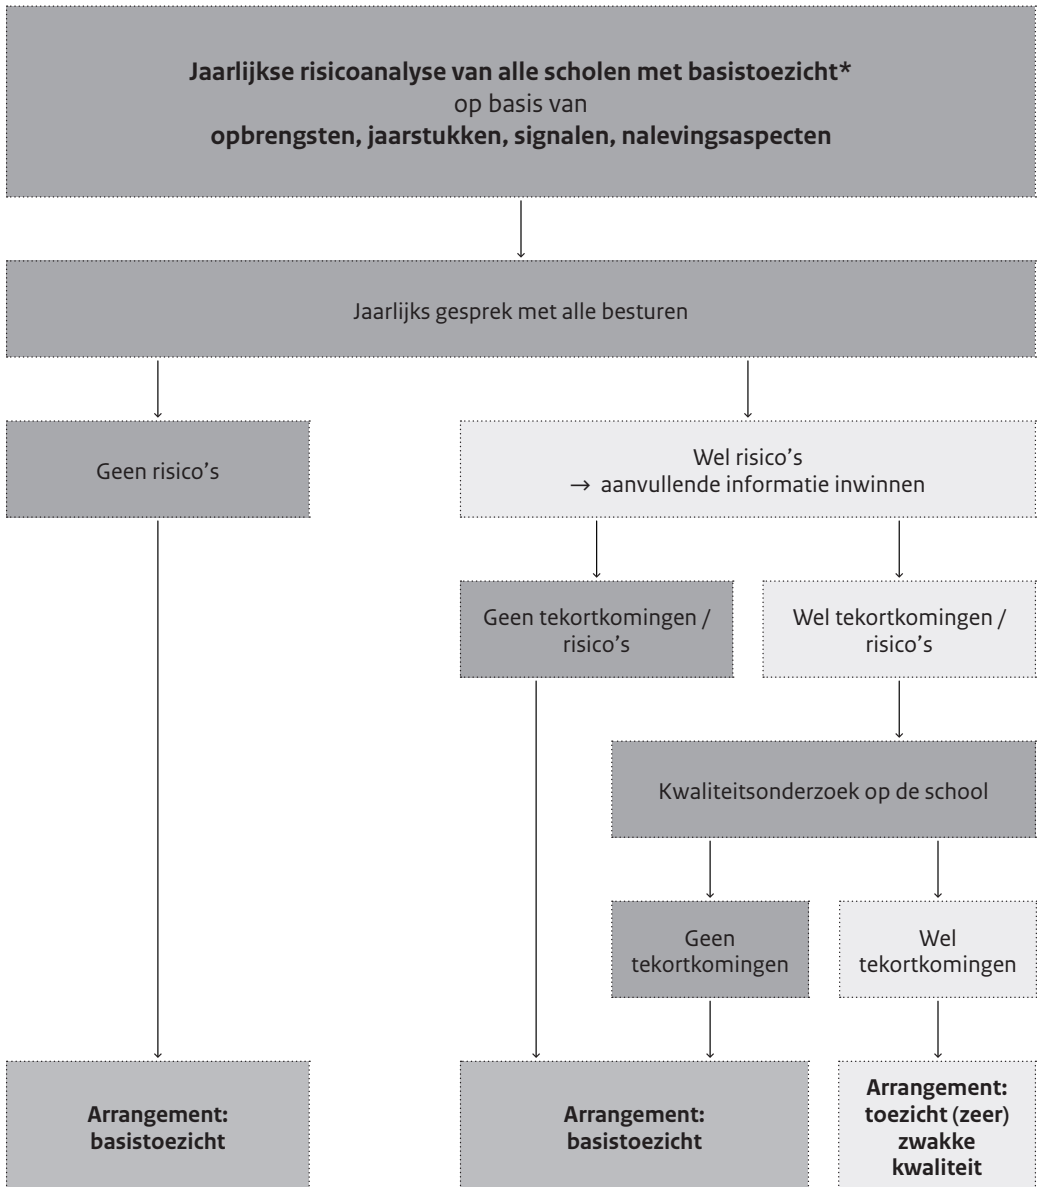 Jaarlijkse risicoanalyse van alle scholen met basistoezicht*
op basis van
opbrengsten, jaarstukken, signalen, nalevingsaspecten
Jaarlijks gesprek met alle besturen
Geen risico's
Wel risico's
→ aanvullende informatie inwinnen
Geen tekortkomingen /
risico's
Wel tekortkomingen /
risico's
Kwaliteitsonderzoek op de school
Geen
tekortkomingen
Wel
tekortkomingen
Arrangement:
basistoezicht
Arrangement:
basistoezicht
Arrangement:
toezicht (zeer)
zwakke
kwaliteit